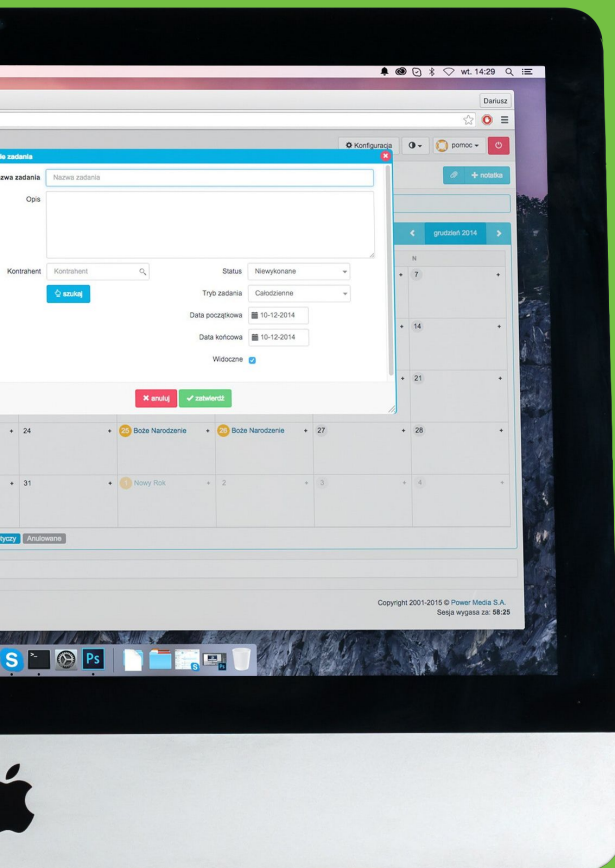 wt. 14:29
Dariusz
Konfiguracja
pomoc
zadania
zadania
Nazwa zadania
+ notatka
Opis
grudzień 2014
N
Kontrahent
Kontrahent
Status
Niewykonane
+ 7 +
szukaj
Tryb zadania
Całodzienne
Data początkowa
10-12-2014
+ 14 +
Data końcowa
10-12-2014
Widoczne
+ 21 +
× anuluj
zatwierdź
+ 24 + 25 Boże Narodzenie + 26 Boże Narodzenie + 27 + 28 +
+ 31 + 1 Nowy Rok + 2 + 3 + 4 +
Anulowane
Copyright 2001-2015 © Power Media S.A.
Sesja wygasa za: 58:25
S
Ps